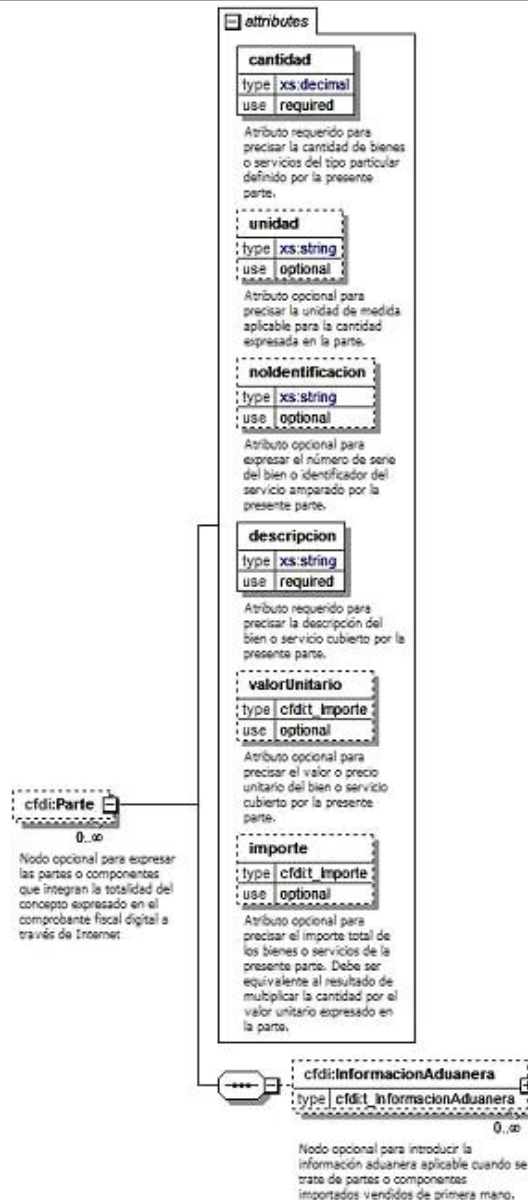 attributes
cantidad
type xs:decimal
use required
Atributo requerido para
precisar la cantidad de bienes
o servicios del tipo particular
definido por la presente
parte.
unidad
type xs:string
use optional
Atributo opcional para
precisar la unidad de medida
aplicable para la cantidad
expresada en la parte.
noIdentificacion
type xs:string
use optional
Atributo opcional para
expresar el número de serie
del bien o identificador del
servicio amparado por la
presente parte.
descripcion
type xs:string
use required
Atributo requerido para
precisar la descripción del
bien o servicio cubierto por la
presente parte.
valorUnitario
type cfdi:t_Importe
use optional
Atributo opcional para
precisar el valor o precio
unitario del bien o servicio
cubierto por la presente
parte.
importe
type cfdi:t_Importe
use optional
Atributo opcional para
precisar el importe total de
los bienes o servicios de la
presente parte. Debe ser
equivalente al resultado de
multiplicar la cantidad por el
valor unitario expresado en
la parte.
cfdi:Parte
0..∞
Nodo opcional para expresar
las partes o componentes
que integran la totalidad del
concepto expresado en el
comprobante fiscal digital a
través de Internet
cfdi:InformacionAduanera
type cfdi:t_InformacionAduanera
0..∞
Nodo opcional para introducir la
información aduanera aplicable cuando se
trate de partes o componentes
importados vendidos de primera mano.